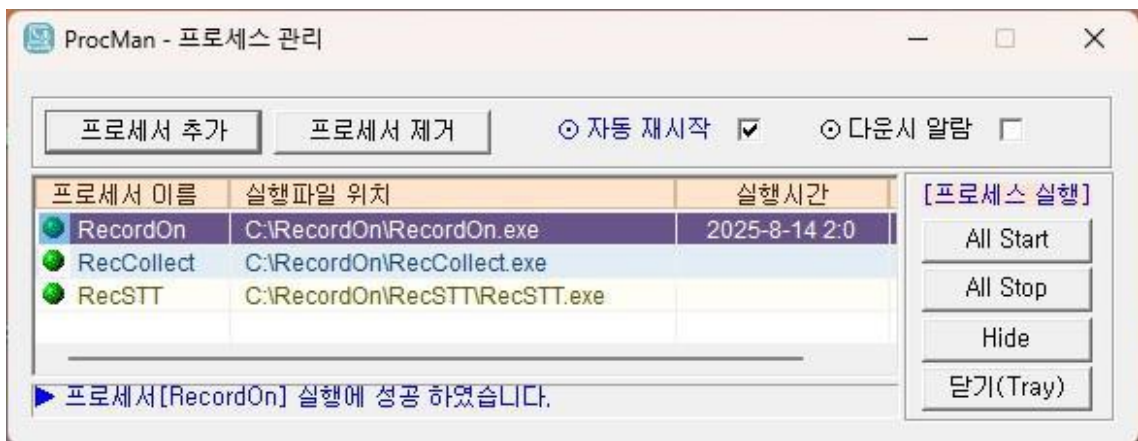 ProcMan - 프로세스 관리
프로세서 추가 프로세서 제거 ⊙ 자동 재시작 ⊙ 다운시 알람
프로세서 이름 실행파일 위치 실행시간 [프로세스 실행]
RecordOn C:\RecordOn\RecordOn.exe 2025-8-14 2:0
RecCollect C:\RecordOn\RecCollect.exe
RecSTT C:\RecordOn\RecSTT\RecSTT.exe
All Start
All Stop
Hide
닫기(Tray)
▶ 프로세서[RecordOn] 실행에 성공 하였습니다.